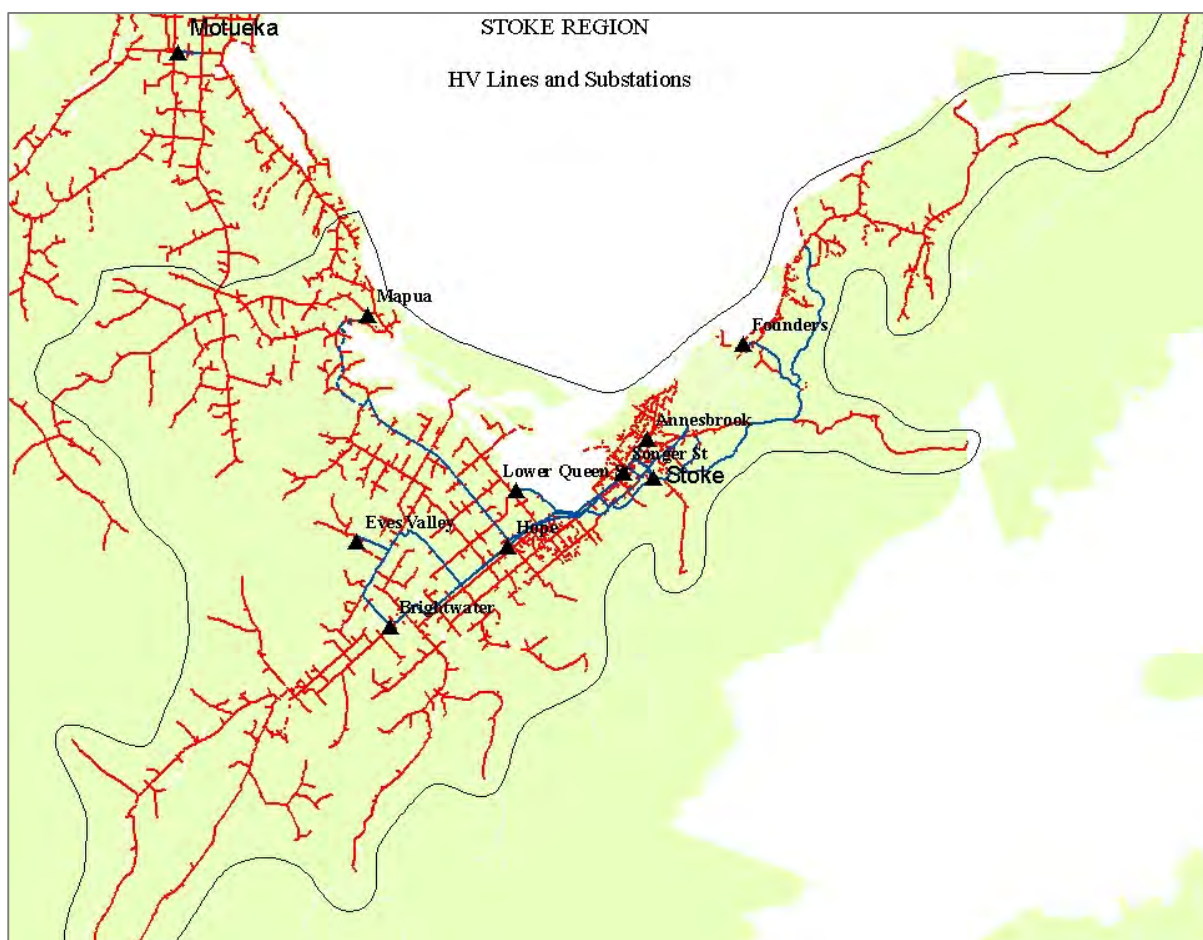 Motueka
STOKE REGION
HV Lines and Substations
Mapua
Founders
Annesbrook
Songer St
Lower Queen
Stoke
Eves Valley
Hope
Brightwater